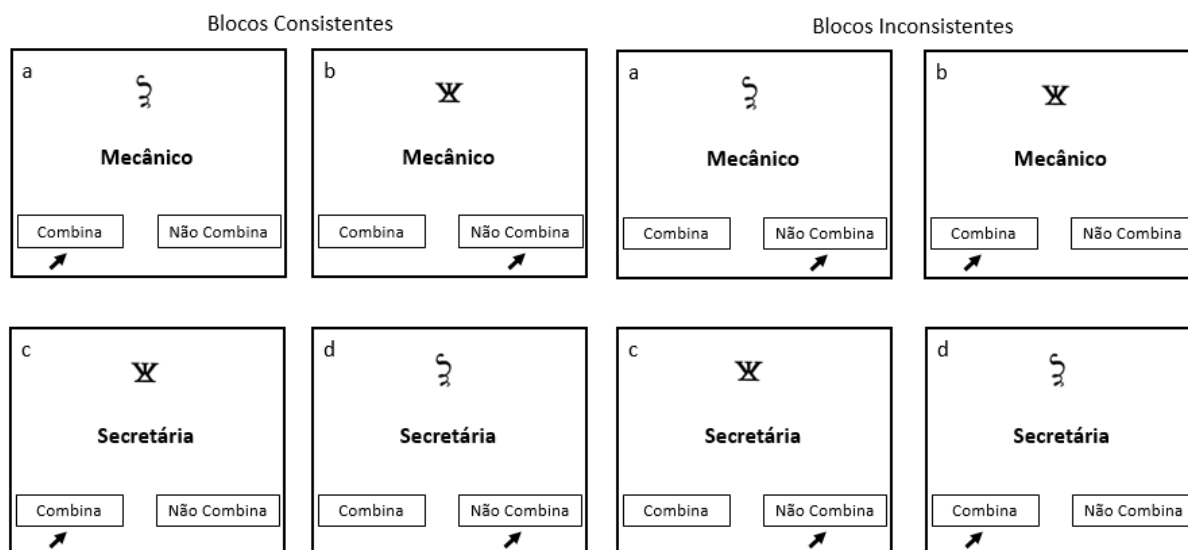 Blocos Consistentes
a
Mecânico
Combina
Não Combina
b
Mecânico
Combina
Não Combina
c
Secretária
Combina
Não Combina
d
Secretária
Combina
Não Combina
Blocos Inconsistentes
a
Mecânico
Combina
Não Combina
b
Mecânico
Combina
Não Combina
c
Secretária
Combina
Não Combina
d
Secretária
Combina
Não Combina